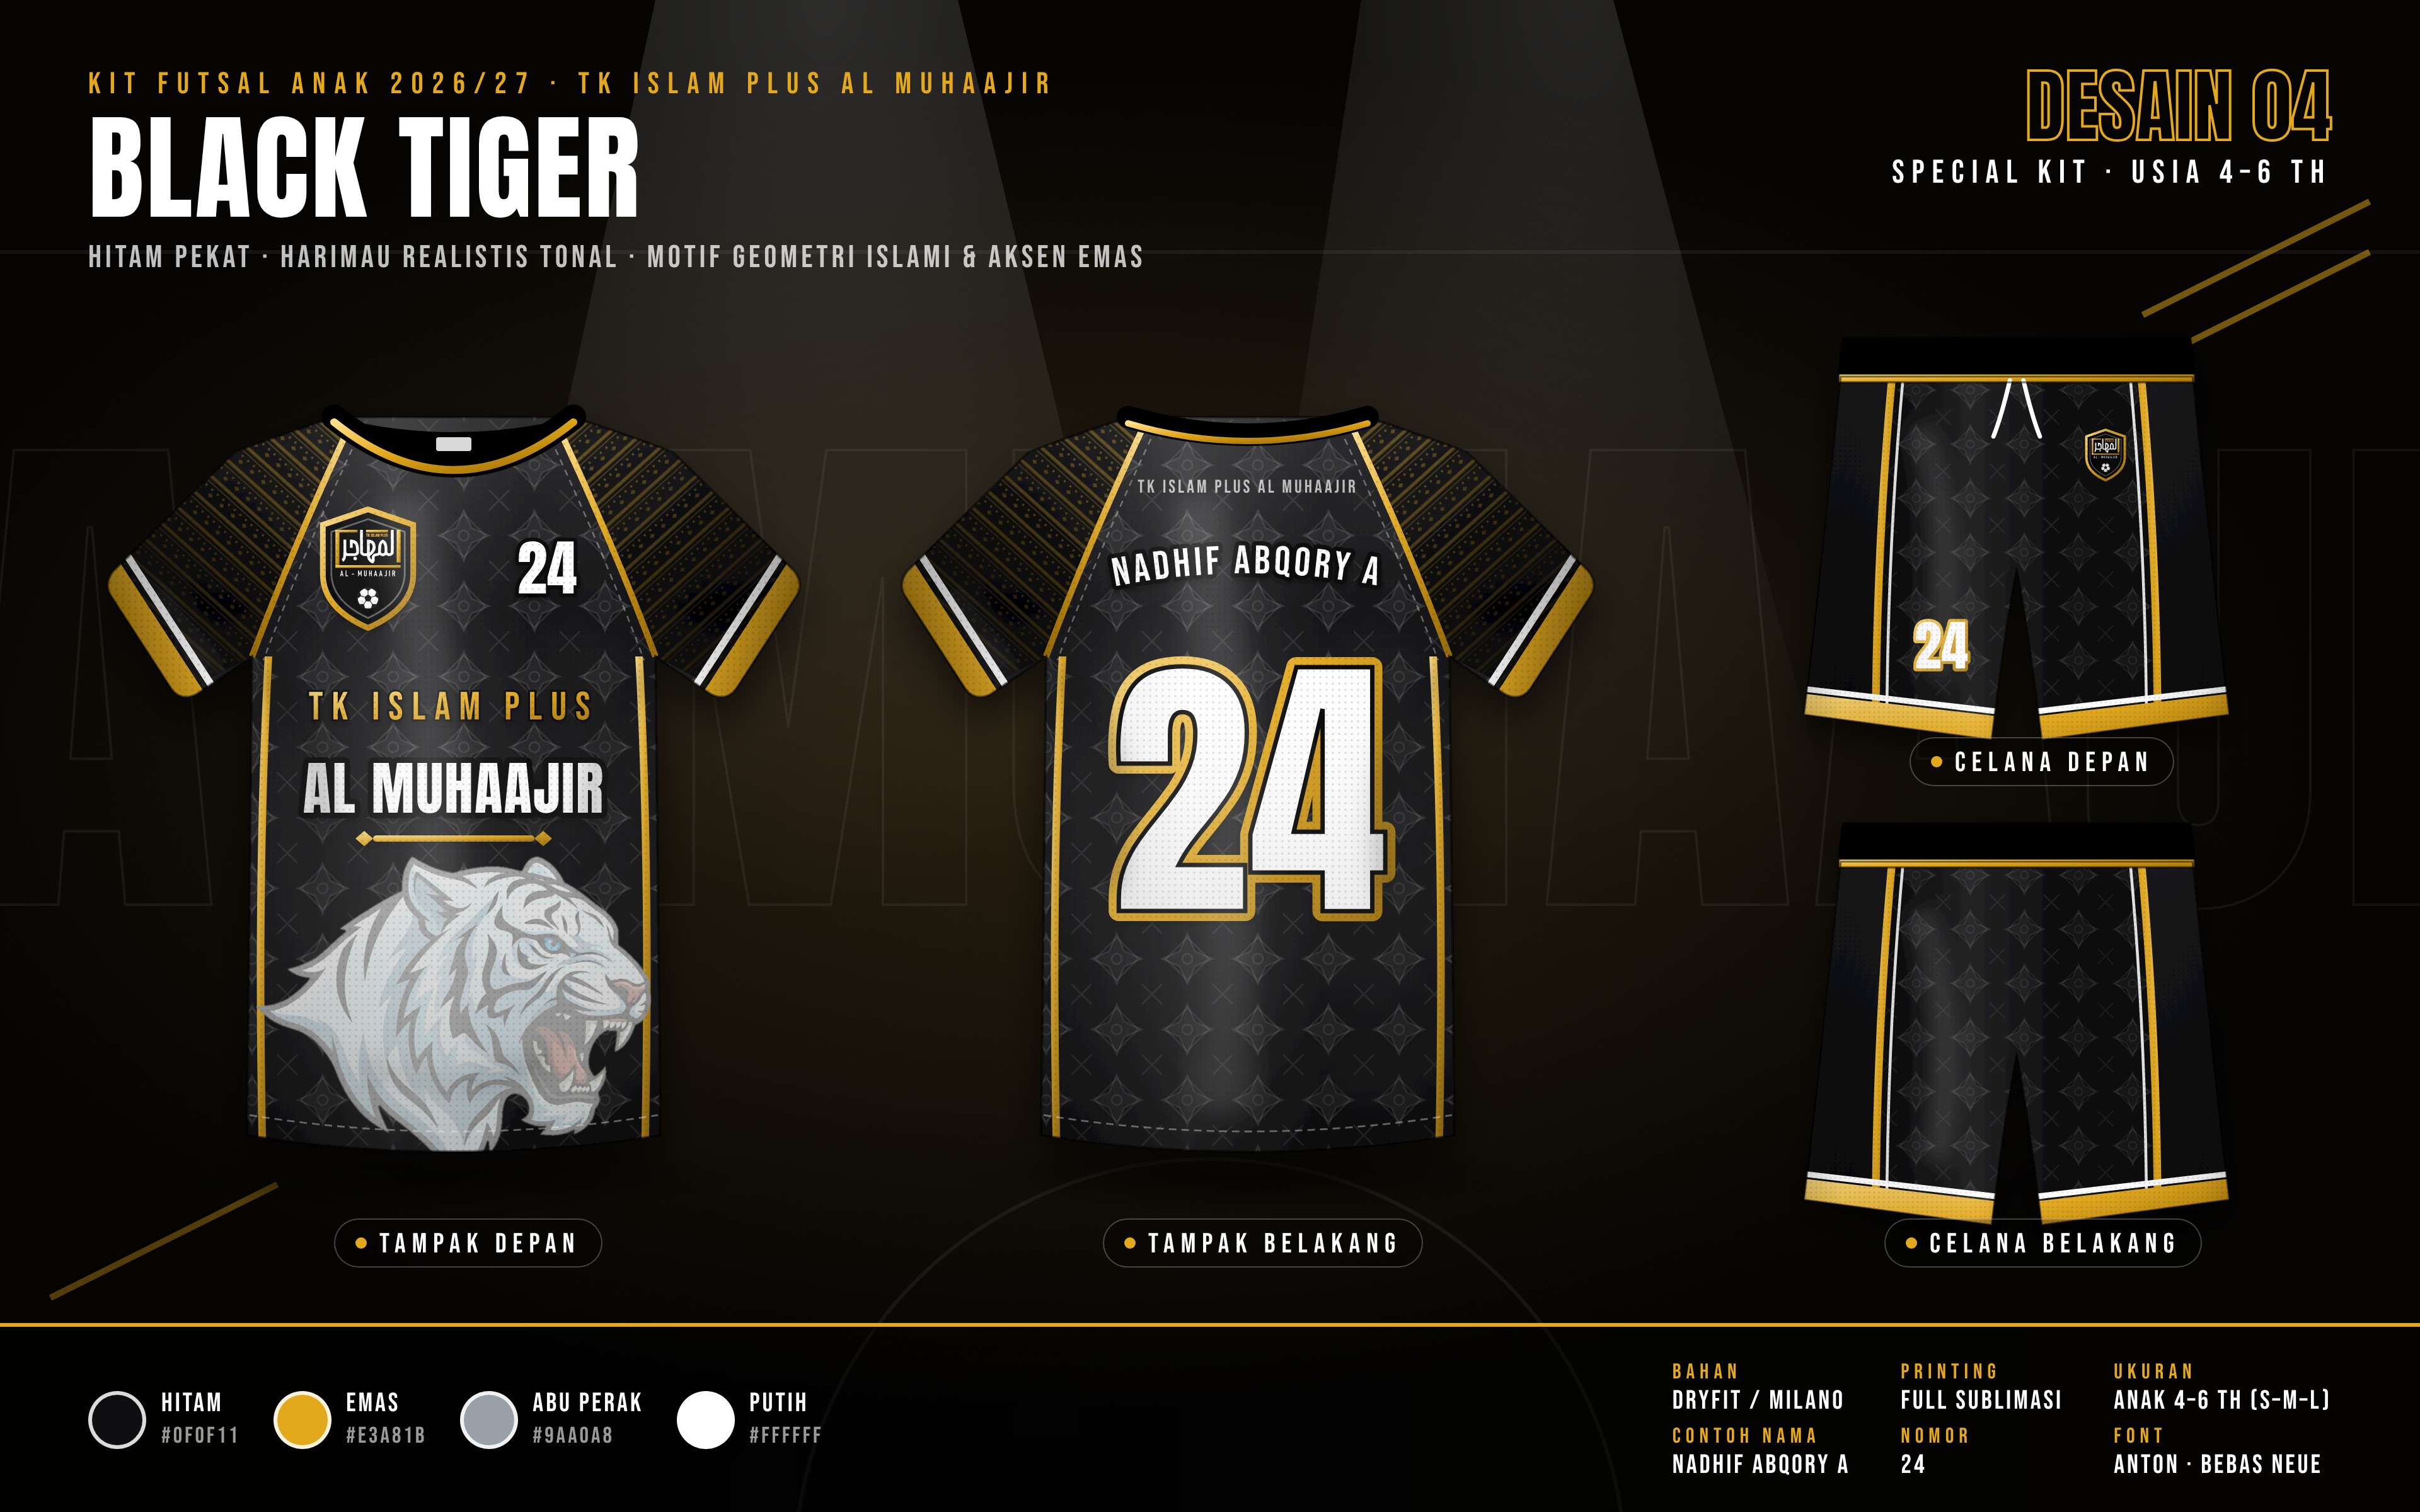 KIT FUTSAL ANAK 2026/27 · TK ISLAM PLUS AL MUHAAJIR
BLACK TIGER
HITAM PEKAT · HARIMAU REALISTIS TONAL · MOTIF GEOMETRI ISLAMI & AKSEN EMAS
DESAIN 04
SPECIAL KIT · USIA 4-6 TH
المهاجر
AL-MUHAAJIR
24
TK ISLAM PLUS
AL MUHAAJIR
TAMPAK DEPAN
TK ISLAM PLUS AL MUHAAJIR
NADHIF ABQORY A
24
TAMPAK BELAKANG
المهاجر
24
CELANA DEPAN
CELANA BELAKANG
HITAM
#0F0F11
EMAS
#E3A81B
ABU PERAK
#9AA0A8
PUTIH
#FFFFFF
BAHAN
DRYFIT / MILANO
PRINTING
FULL SUBLIMASI
UKURAN
ANAK 4-6 TH (S-M-L)
CONTOH NAMA
NADHIF ABQORY A
NOMOR
24
FONT
ANTON · BEBAS NEUE